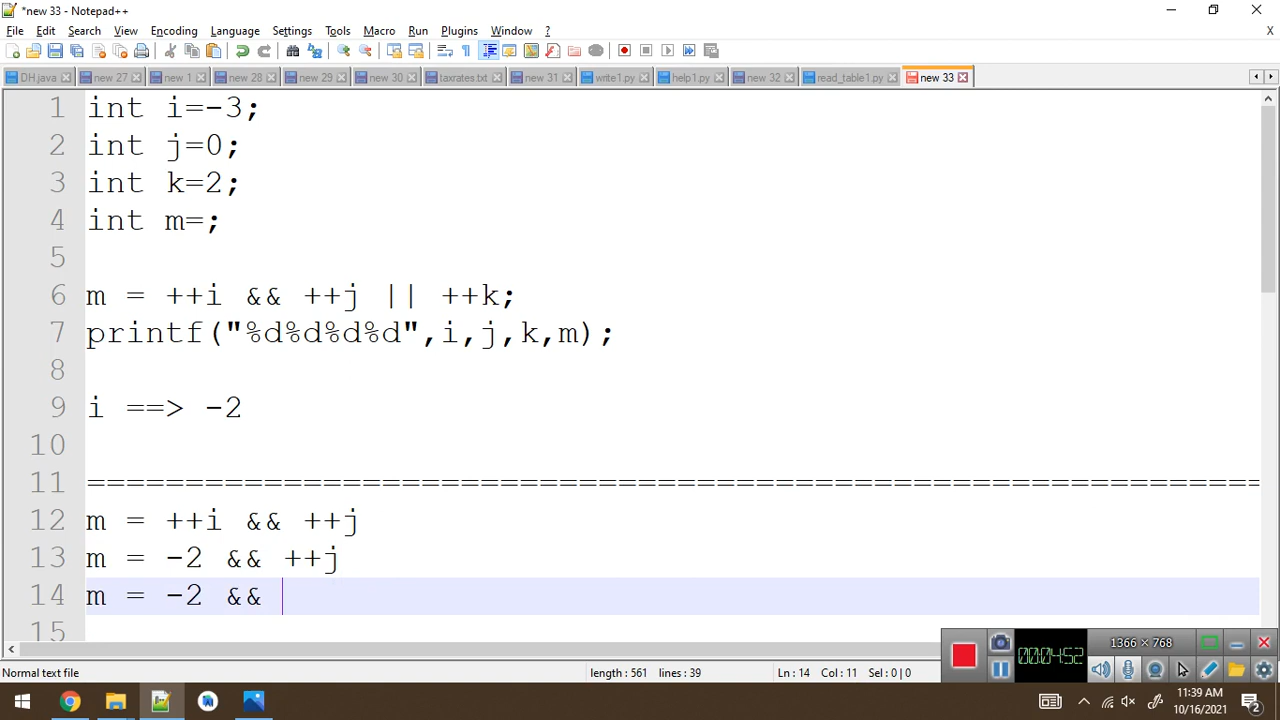 *new 33 - Notepad++
File Edit Search View Encoding Language Settings Tools Macro Run Plugins Window ? X
DH.java new 27 new 1 new 28 new 29 new 30 taxrates.txt new 31 write1.py help1.py new 32 read_table1.py new 33
1 int i=-3;
2 int j=0;
3 int k=2;
4 int m=;
5
6 m = ++i && ++j || ++k;
7 printf("%d%d%d%d",i,j,k,m);
8
9 i ==> -2
10
11 ============================================================
12 m = ++i && ++j
13 m = -2 && ++j
14 m = -2 &&
15
1366 × 768
00:04:52
Normal text file length : 561 lines : 39 Ln : 14 Col : 11 Sel : 0 | 0
11:39 AM
10/16/2021
2